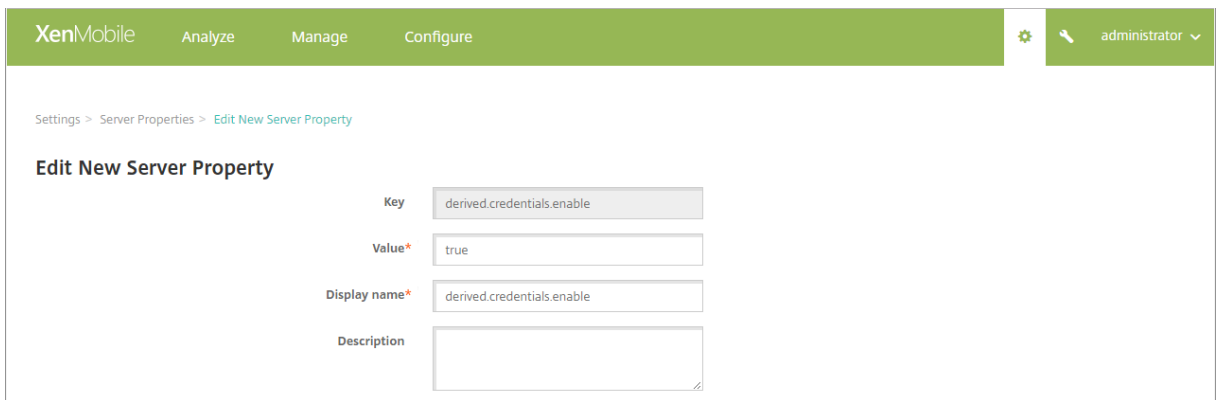 XenMobile Analyze Manage Configure administrator
Settings > Server Properties > Edit New Server Property
Edit New Server Property
Key derived.credentials.enable
Value* true
Display name* derived.credentials.enable
Description